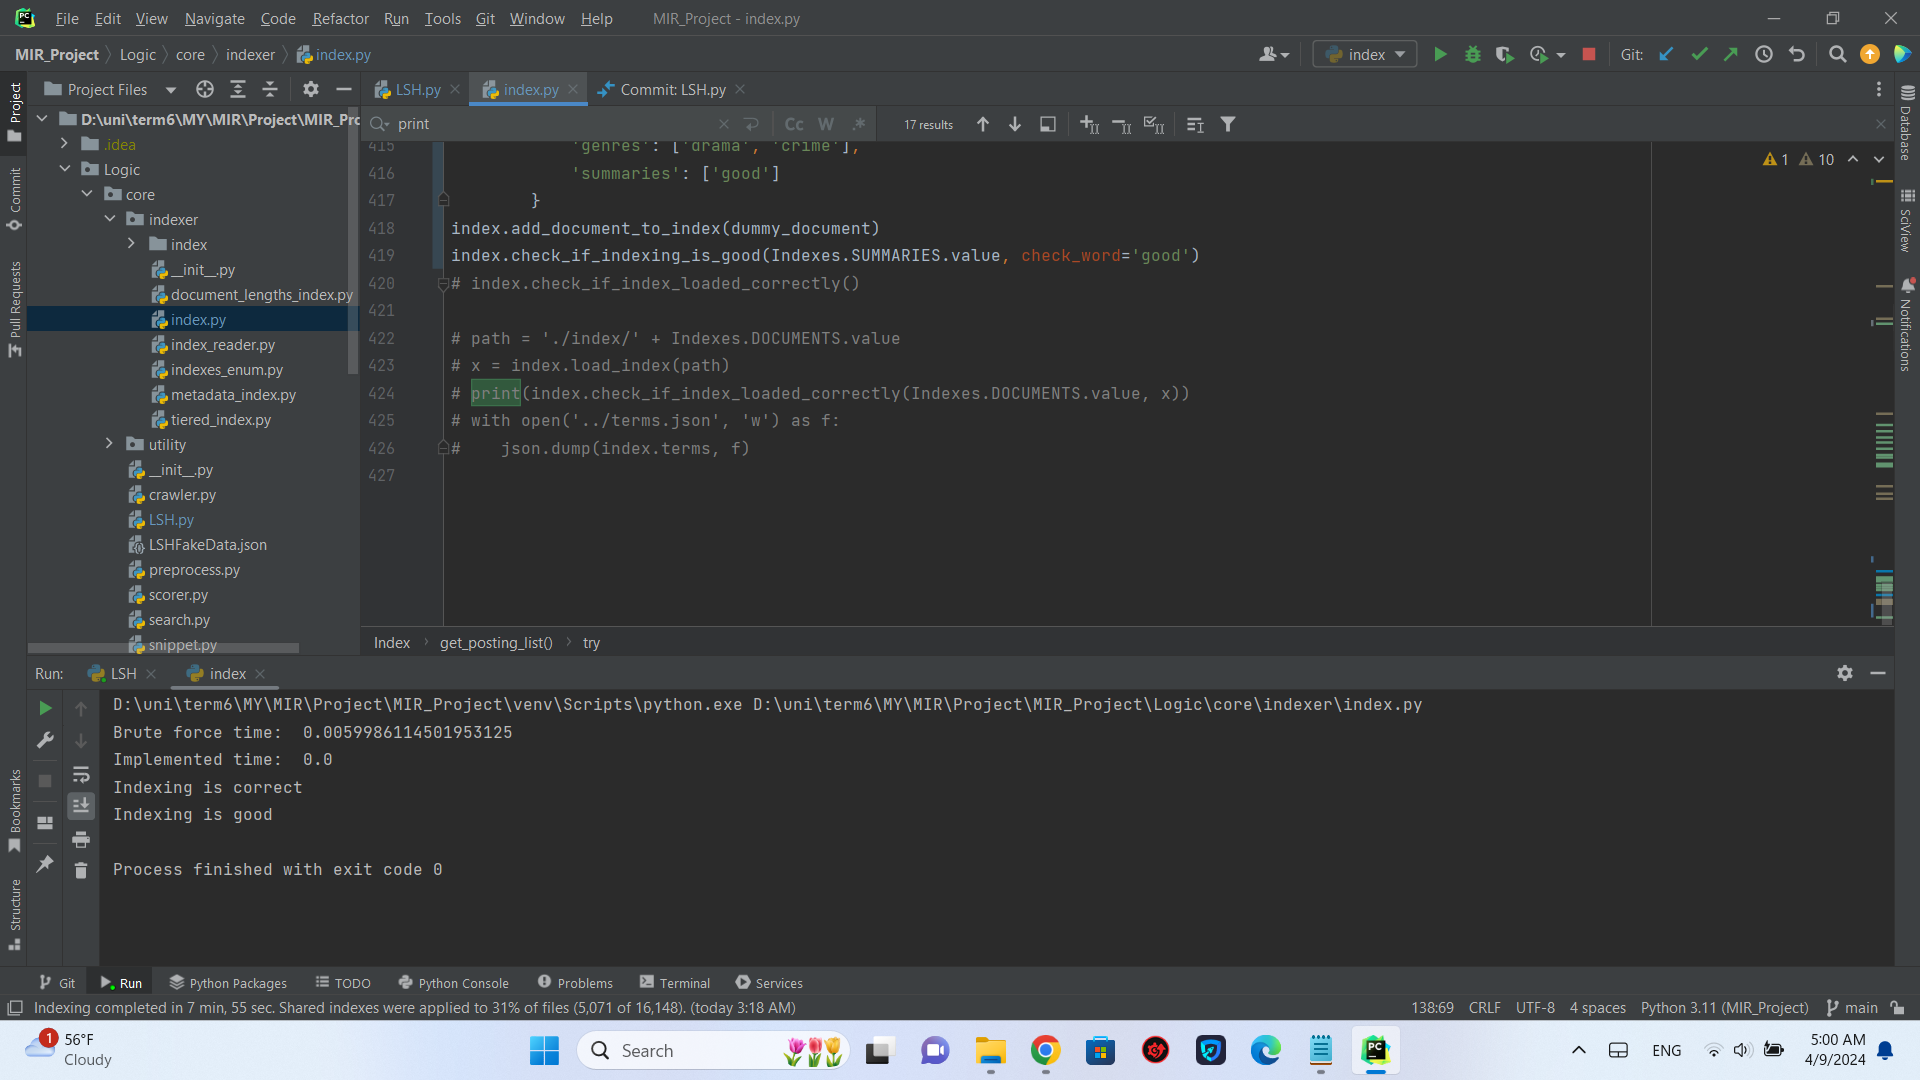 File Edit View Navigate Code Refactor Run Tools Git Window Help MIR_Project - index.py
MIR_Project Logic core indexer index.py
index Git:
Project Files
LSH.py index.py Commit: LSH.py
print
Cc W .* 17 results
D:\uni\term6\MY\MIR\Project\MIR_Prc
.idea
Logic
core
indexer
index
__init__.py
document_lengths_index.py
index.py
index_reader.py
indexes_enum.py
metadata_index.py
tiered_index.py
utility
__init__.py
crawler.py
LSH.py
LSHFakeData.json
preprocess.py
scorer.py
search.py
snippet.py
Project
Commit
Pull Requests
Bookmarks
Structure
415 'genres': ['drama', 'crime'],
416 'summaries': ['good']
417 }
418 index.add_document_to_index(dummy_document)
419 index.check_if_indexing_is_good(Indexes.SUMMARIES.value, check_word='good')
420 # index.check_if_index_loaded_correctly()
421
422 # path = './index/' + Indexes.DOCUMENTS.value
423 # x = index.load_index(path)
424 # print(index.check_if_index_loaded_correctly(Indexes.DOCUMENTS.value, x))
425 # with open('../terms.json', 'w') as f:
426 #    json.dump(index.terms, f)
427
1 10
Database
SciView
Notifications
Index get_posting_list() try
Run: LSH index
D:\uni\term6\MY\MIR\Project\MIR_Project\venv\Scripts\python.exe D:\uni\term6\MY\MIR\Project\MIR_Project\Logic\core\indexer\index.py
Brute force time:  0.0059986114501953125
Implemented time:  0.0
Indexing is correct
Indexing is good
Process finished with exit code 0
Git Run Python Packages TODO Python Console Problems Terminal Services
Indexing completed in 7 min, 55 sec. Shared indexes were applied to 31% of files (5,071 of 16,148). (today 3:18 AM) 138:69 CRLF UTF-8 4 spaces Python 3.11 (MIR_Project) main
1
56°F
Cloudy
Search
PC
ENG
5:00 AM
4/9/2024